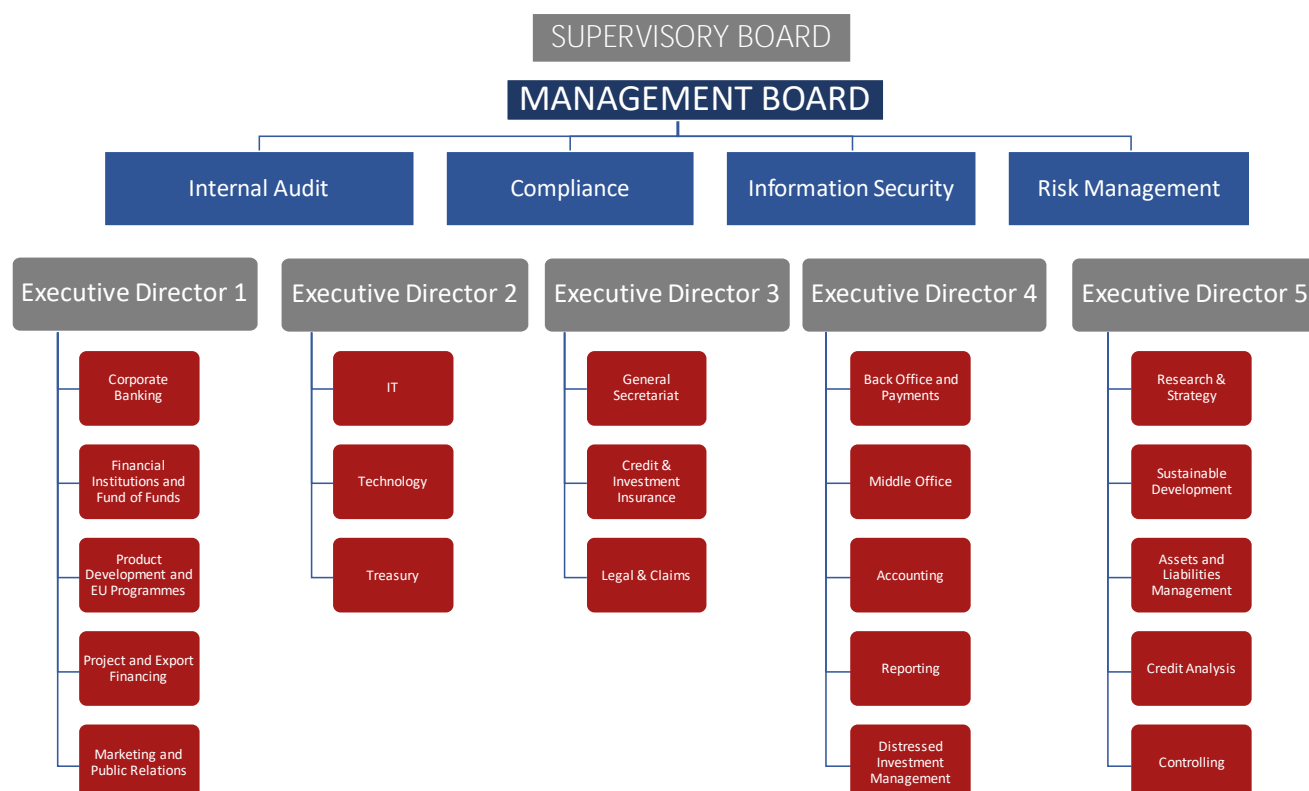 SUPERVISORY BOARD
MANAGEMENT BOARD
Internal Audit
Compliance
Information Security
Risk Management
Executive Director 1
Executive Director 2
Executive Director 3
Executive Director 4
Executive Director 5
Corporate
Banking
Financial
Institutions and
Fund of Funds
Product
Development and
EU Programmes
Project and Export
Financing
Marketing and
Public Relations
IT
Technology
Treasury
General
Secretariat
Credit &
Investment
Insurance
Legal & Claims
Back Office and
Payments
Middle Office
Accounting
Reporting
Distressed
Investment
Management
Research &
Strategy
Sustainable
Development
Assets and
Liabilities
Management
Credit Analysis
Controlling